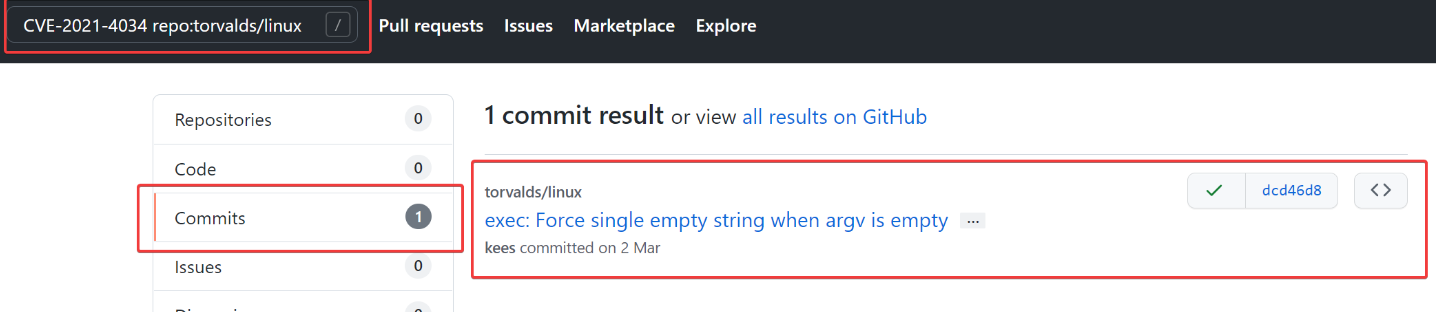 CVE-2021-4034 repo:torvalds/linux / Pull requests Issues Marketplace Explore
Repositories 0
Code 0
Commits 1
Issues 0
1 commit result or view all results on GitHub
torvalds/linux
exec: Force single empty string when argv is empty ...
kees committed on 2 Mar
dcd46d8 <>